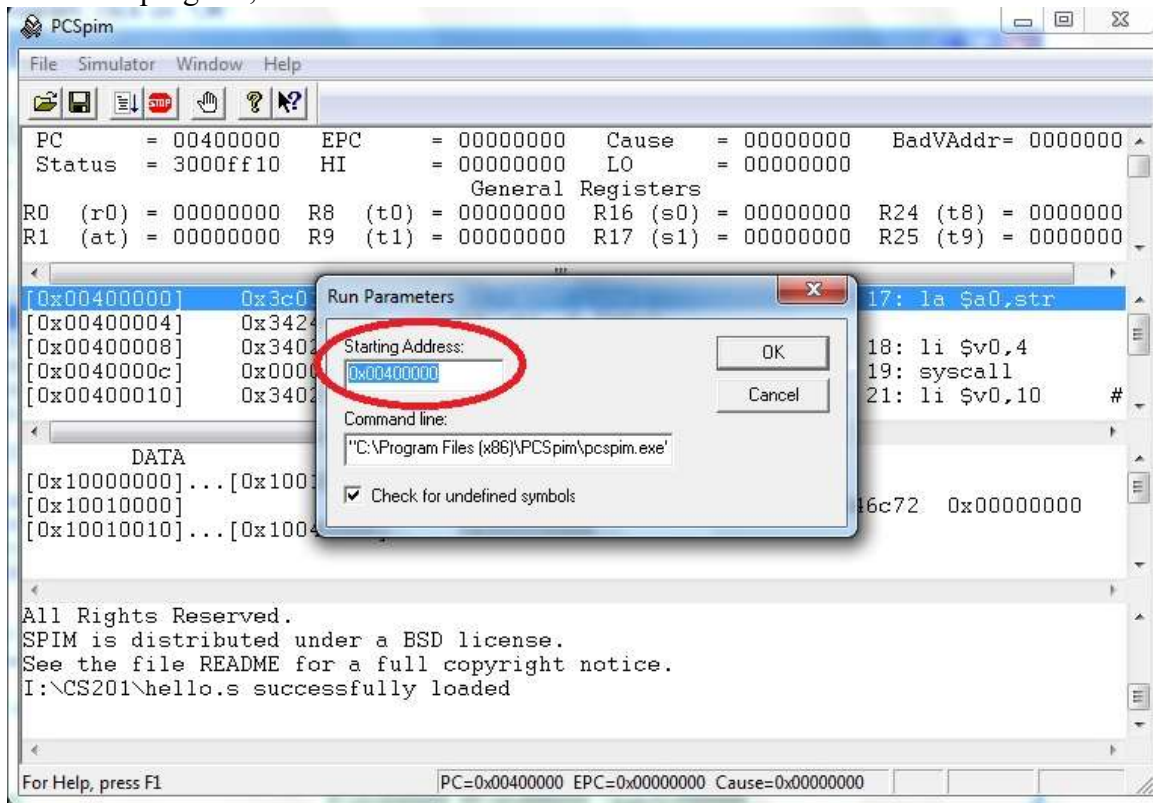 PCSpim
File Simulator Window Help
STOP
PC = 00400000 EPC = 00000000 Cause = 00000000 BadVAddr= 0000000
Status = 3000ff10 HI = 00000000 LO = 00000000
General Registers
R0 (r0) = 00000000 R8 (t0) = 00000000 R16 (s0) = 00000000 R24 (t8) = 0000000
R1 (at) = 00000000 R9 (t1) = 00000000 R17 (s1) = 00000000 R25 (t9) = 0000000
[0x00400000] 0x3c0 17: la $a0,str
[0x00400004] 0x3424
[0x00400008] 0x3402 18: li $v0,4
[0x0040000c] 0x0000 19: syscall
[0x00400010] 0x3402 21: li $v0,10 #
Run Parameters
Starting Address:
0x00400000
OK
Cancel
Command line:
"C:\Program Files (x86)\PCSpim\pcspim.exe"
Check for undefined symbols
DATA
[0x10000000]...[0x100
[0x10010000] 6c72 0x00000000
[0x10010010]...[0x1004
All Rights Reserved.
SPIM is distributed under a BSD license.
See the file README for a full copyright notice.
I:\CS201\hello.s successfully loaded
For Help, press F1 PC=0x00400000 EPC=0x00000000 Cause=0x00000000